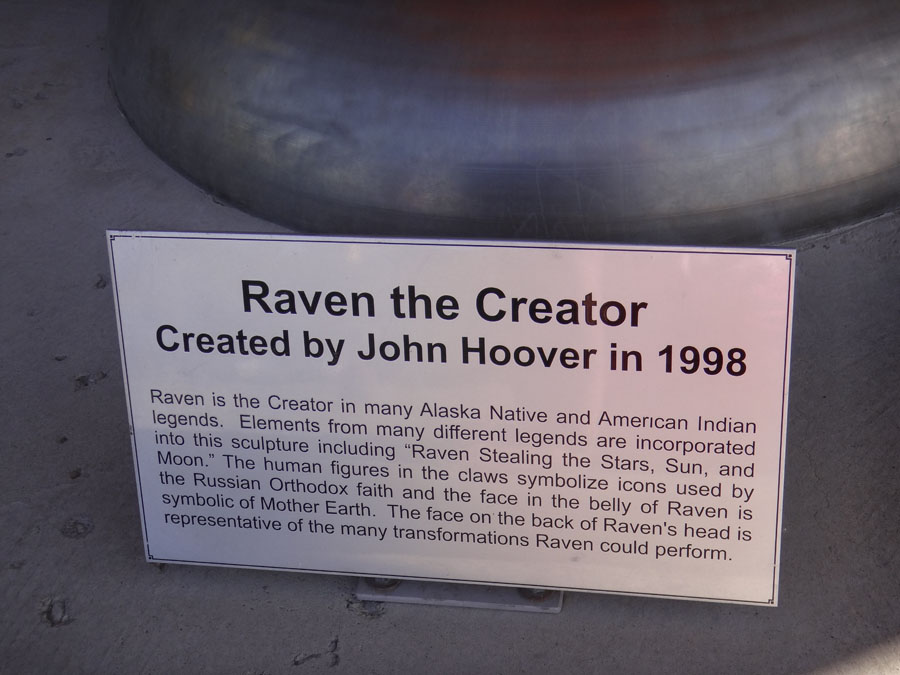 Raven the Creator
Created by John Hoover in 1998
Raven is the Creator in many Alaska Native and American Indian
legends. Elements from many different legends are incorporated
into this sculpture including “Raven Stealing the Stars, Sun, and
Moon.” The human figures in the claws symbolize icons used by
the Russian Orthodox faith and the face in the belly of Raven is
symbolic of Mother Earth. The face on the back of Raven's head is
representative of the many transformations Raven could perform.